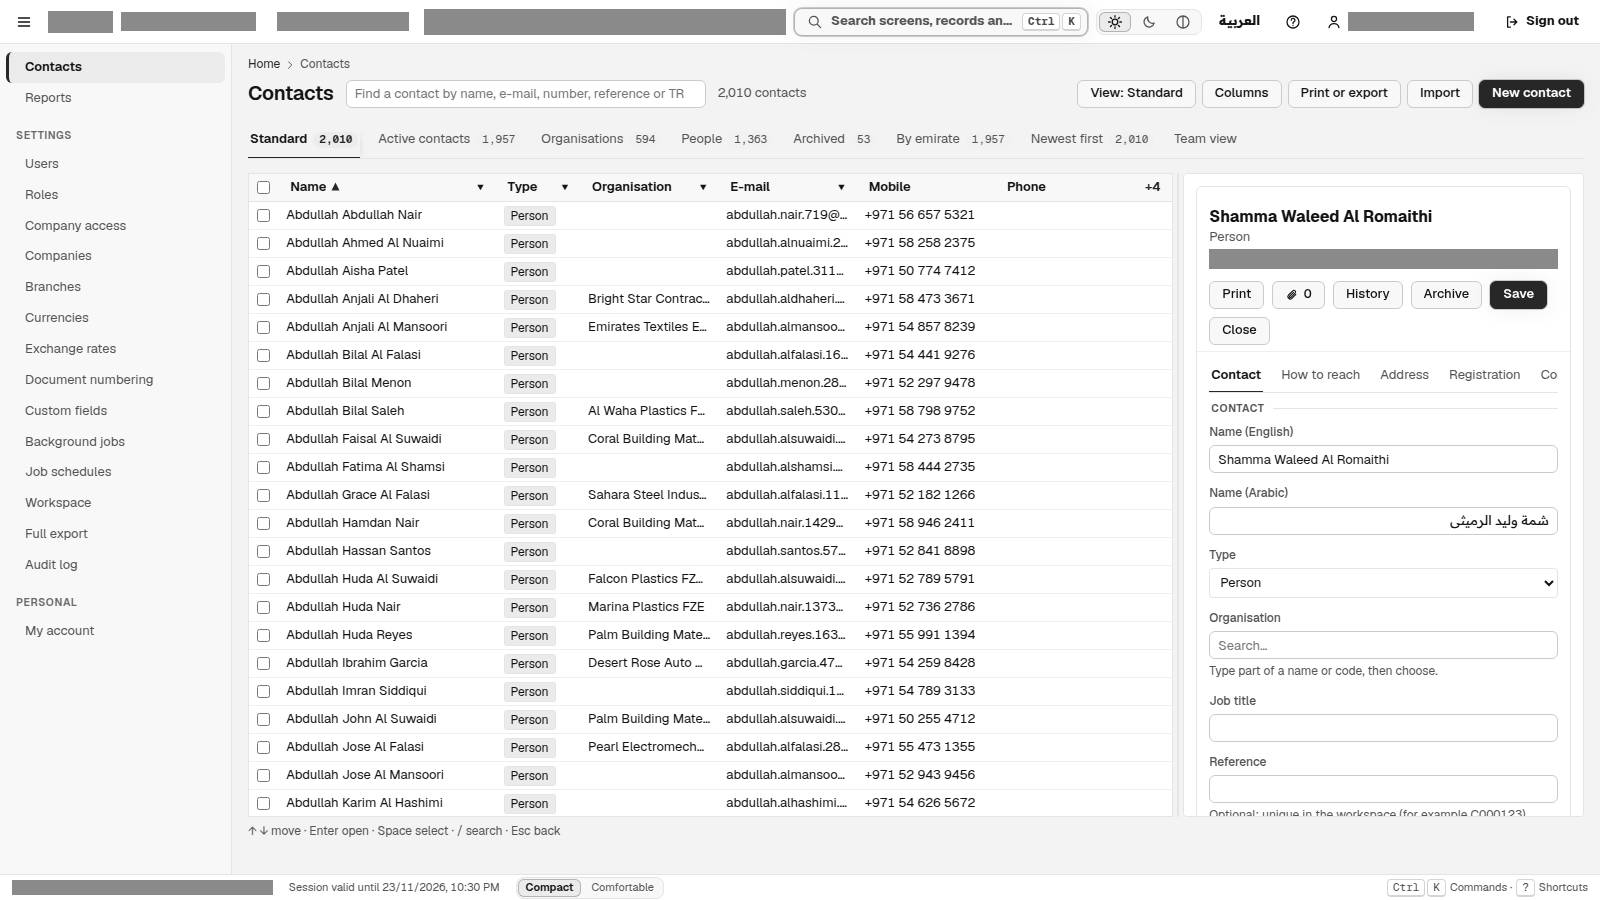 Search screens, records an... Ctrl K
العربية
Sign out
Contacts
Reports
SETTINGS
Users
Roles
Company access
Companies
Branches
Currencies
Exchange rates
Document numbering
Custom fields
Background jobs
Job schedules
Workspace
Full export
Audit log
PERSONAL
My account
Home > Contacts
Contacts
Find a contact by name, e-mail, number, reference or TR
2,010 contacts
View: Standard
Columns
Print or export
Import
New contact
Standard 2,010 Active contacts 1,957 Organisations 594 People 1,363 Archived 53 By emirate 1,957 Newest first 2,010 Team view
Name ▲ Type Organisation E-mail Mobile Phone +4
Abdullah Abdullah Nair Person abdullah.nair.719@... +971 56 657 5321
Abdullah Ahmed Al Nuaimi Person abdullah.alnuaimi.2... +971 58 258 2375
Abdullah Aisha Patel Person abdullah.patel.311... +971 50 774 7412
Abdullah Anjali Al Dhaheri Person Bright Star Contrac... abdullah.aldhaheri.... +971 58 473 3671
Abdullah Anjali Al Mansoori Person Emirates Textiles E... abdullah.almansoo... +971 54 857 8239
Abdullah Bilal Al Falasi Person abdullah.alfalasi.16... +971 54 441 9276
Abdullah Bilal Menon Person abdullah.menon.28... +971 52 297 9478
Abdullah Bilal Saleh Person Al Waha Plastics F... abdullah.saleh.530... +971 58 798 9752
Abdullah Faisal Al Suwaidi Person Coral Building Mat... abdullah.alsuwaidi.... +971 54 273 8795
Abdullah Fatima Al Shamsi Person abdullah.alshamsi.... +971 58 444 2735
Abdullah Grace Al Falasi Person Sahara Steel Indus... abdullah.alfalasi.11... +971 52 182 1266
Abdullah Hamdan Nair Person Coral Building Mat... abdullah.nair.1429... +971 58 946 2411
Abdullah Hassan Santos Person abdullah.santos.57... +971 52 841 8898
Abdullah Huda Al Suwaidi Person Falcon Plastics FZ... abdullah.alsuwaidi.... +971 52 789 5791
Abdullah Huda Nair Person Marina Plastics FZE abdullah.nair.1373... +971 52 736 2786
Abdullah Huda Reyes Person Palm Building Mate... abdullah.reyes.163... +971 55 991 1394
Abdullah Ibrahim Garcia Person Desert Rose Auto ... abdullah.garcia.47... +971 54 259 8428
Abdullah Imran Siddiqui Person abdullah.siddiqui.1... +971 54 789 3133
Abdullah John Al Suwaidi Person Palm Building Mate... abdullah.alsuwaidi.... +971 50 255 4712
Abdullah Jose Al Falasi Person Pearl Electromech... abdullah.alfalasi.28... +971 55 473 1355
Abdullah Jose Al Mansoori Person abdullah.almansoo... +971 52 943 9456
Abdullah Karim Al Hashimi Person abdullah.alhashimi.... +971 54 626 5672
↑ ↓ move · Enter open · Space select · / search · Esc back
Shamma Waleed Al Romaithi
Person
Print
0
History
Archive
Save
Close
Contact How to reach Address Registration Co
CONTACT
Name (English)
Shamma Waleed Al Romaithi
Name (Arabic)
شمة وليد الرميثي
Type
Person
Organisation
Search...
Type part of a name or code, then choose.
Job title
Reference
Optional; unique in the workspace (for example C000123)
Session valid until 23/11/2026, 10:30 PM
Compact Comfortable
Ctrl K Commands · ? Shortcuts